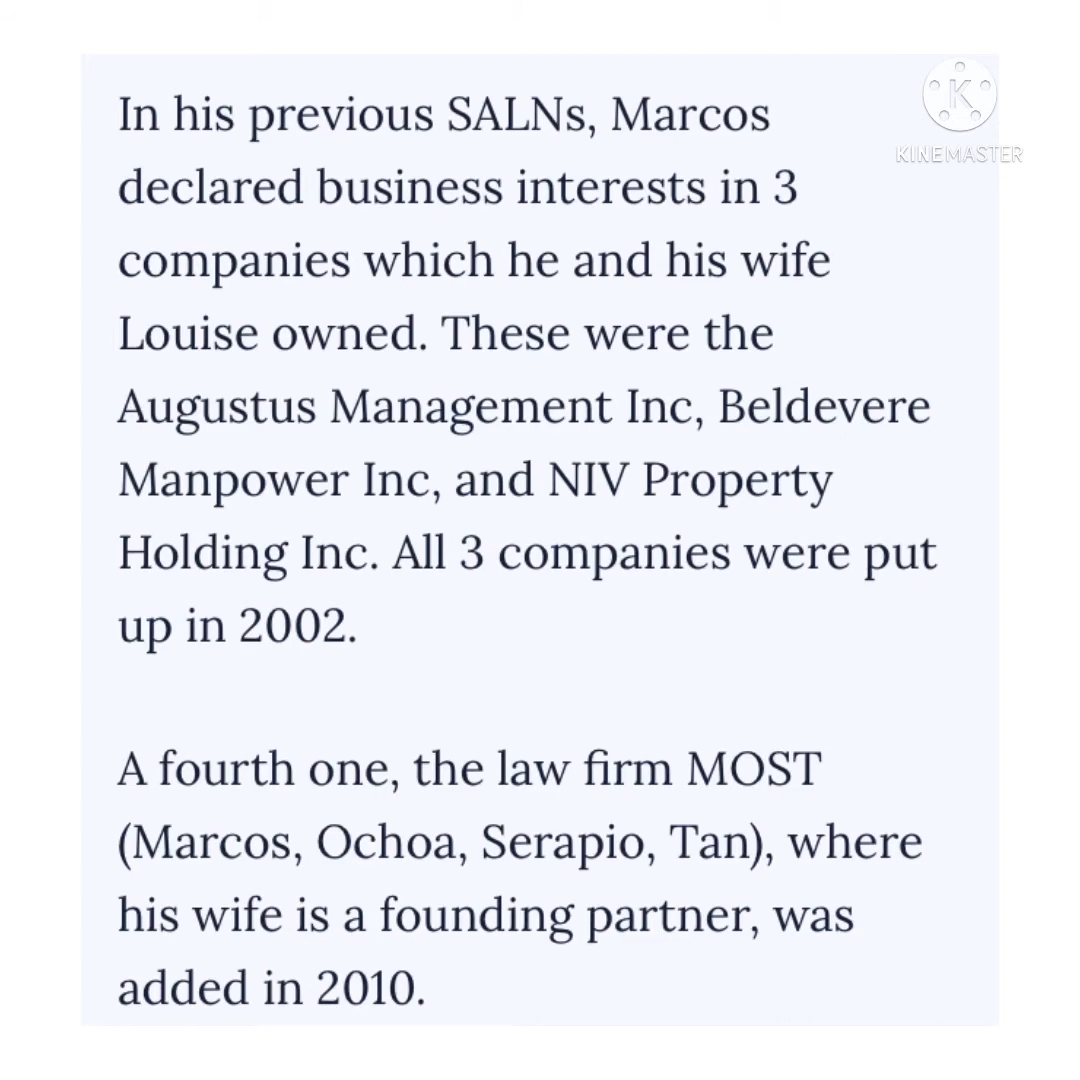 In his previous SALNs, Marcos
declared business interests in 3
companies which he and his wife
Louise owned. These were the
Augustus Management Inc, Beldevere
Manpower Inc, and NIV Property
Holding Inc. All 3 companies were put
up in 2002.
A fourth one, the law firm MOST
(Marcos, Ochoa, Serapio, Tan), where
his wife is a founding partner, was
added in 2010.
K
KINEMASTER